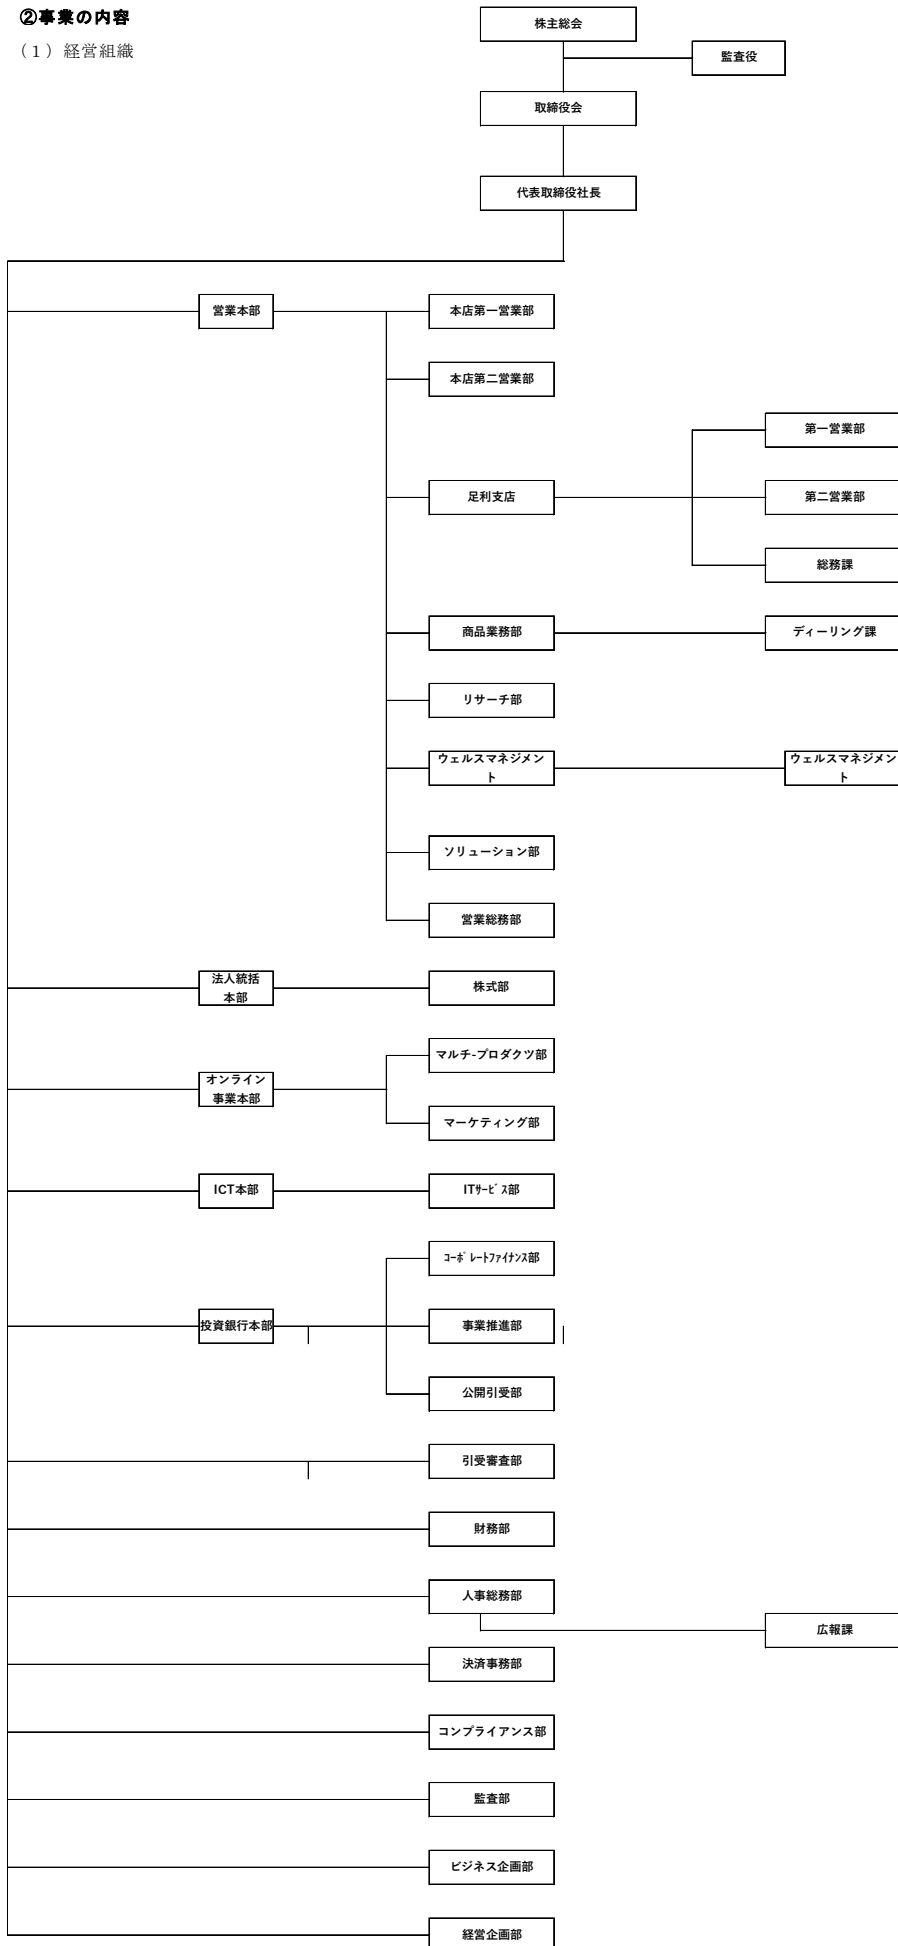 ②事業の内容
（１）経営組織
株主総会
監査役
取締役会
代表取締役社長
営業本部
本店第一営業部
本店第二営業部
第一営業部
足利支店
第二営業部
総務課
商品業務部
ディーリング課
リサーチ部
ウェルスマネジメン
ト
ウェルスマネジメン
ト
ソリューション部
営業総務部
法人統括
本部
株式部
マルチ-プロダクツ部
オンライン
事業本部
マーケティング部
ICT本部
ITｻｰﾋﾞｽ部
ｺｰﾎﾟﾚｰﾄﾌｧｲﾅﾝｽ部
投資銀行本部
事業推進部
公開引受部
引受審査部
財務部
人事総務部
広報課
決済事務部
コンプライアンス部
監査部
ビジネス企画部
経営企画部